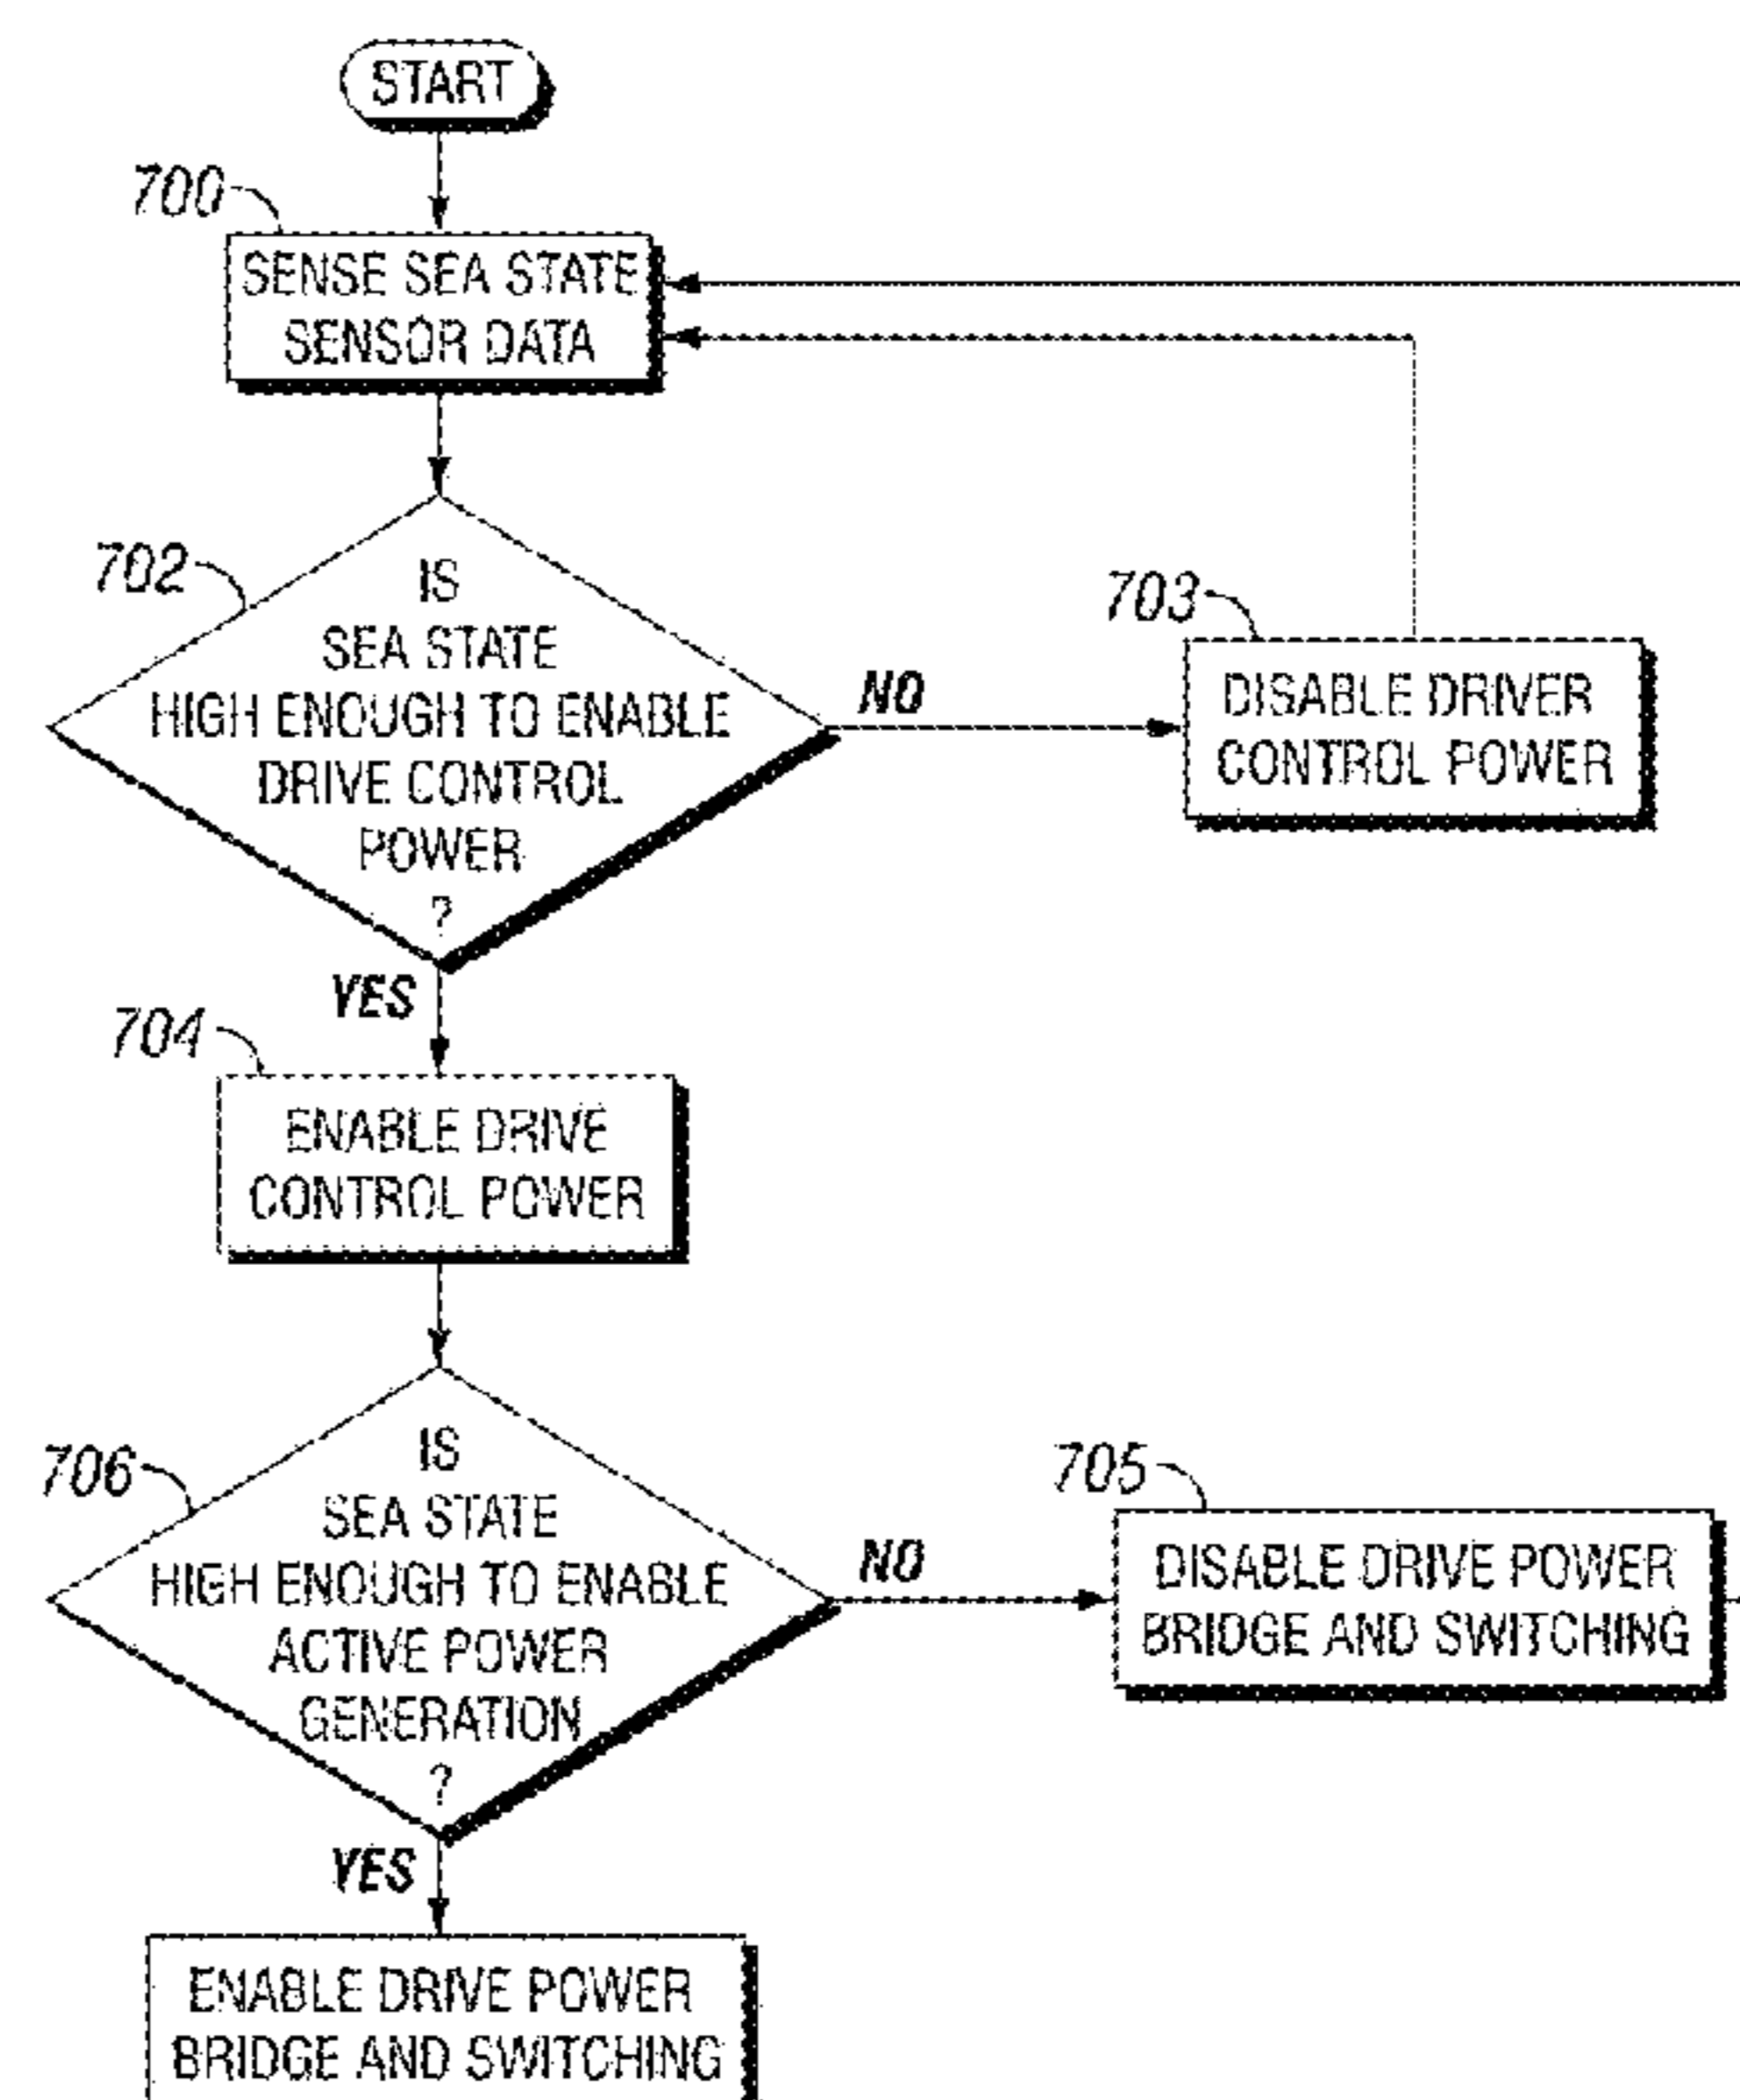 START
700
SENSE SEA STATE
SENSOR DATA
702
IS
SEA STATE
HIGH ENOUGH TO ENABLE
DRIVE CONTROL
POWER
?
NO
703
DISABLE DRIVER
CONTROL POWER
YES
704
ENABLE DRIVE
CONTROL POWER
706
IS
SEA STATE
HIGH ENOUGH TO ENABLE
ACTIVE POWER
GENERATION
?
NO
705
DISABLE DRIVE POWER
BRIDGE AND SWITCHING
YES
ENABLE DRIVE POWER
BRIDGE AND SWITCHING